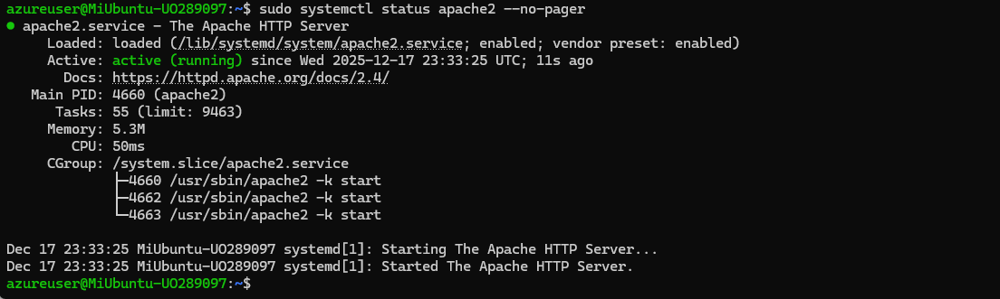 azureuser@MiUbuntu-UO289097:~$ sudo systemctl status apache2 --no-pager
● apache2.service - The Apache HTTP Server
     Loaded: loaded (/lib/systemd/system/apache2.service; enabled; vendor preset: enabled)
     Active: active (running) since Wed 2025-12-17 23:33:25 UTC; 11s ago
       Docs: https://httpd.apache.org/docs/2.4/
   Main PID: 4660 (apache2)
      Tasks: 55 (limit: 9463)
     Memory: 5.3M
        CPU: 50ms
     CGroup: /system.slice/apache2.service
             ├─4660 /usr/sbin/apache2 -k start
             ├─4662 /usr/sbin/apache2 -k start
             └─4663 /usr/sbin/apache2 -k start
Dec 17 23:33:25 MiUbuntu-UO289097 systemd[1]: Starting The Apache HTTP Server...
Dec 17 23:33:25 MiUbuntu-UO289097 systemd[1]: Started The Apache HTTP Server.
azureuser@MiUbuntu-UO289097:~$